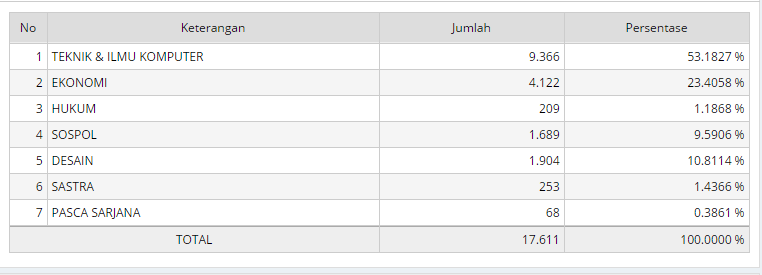 No Keterangan Jumlah Persentase
1 TEKNIK & ILMU KOMPUTER 9.366 53.1827 %
2 EKONOMI 4.122 23.4058 %
3 HUKUM 209 1.1868 %
4 SOSPOL 1.689 9.5906 %
5 DESAIN 1.904 10.8114 %
6 SASTRA 253 1.4366 %
7 PASCA SARJANA 68 0.3861 %
TOTAL 17.611 100.0000 %